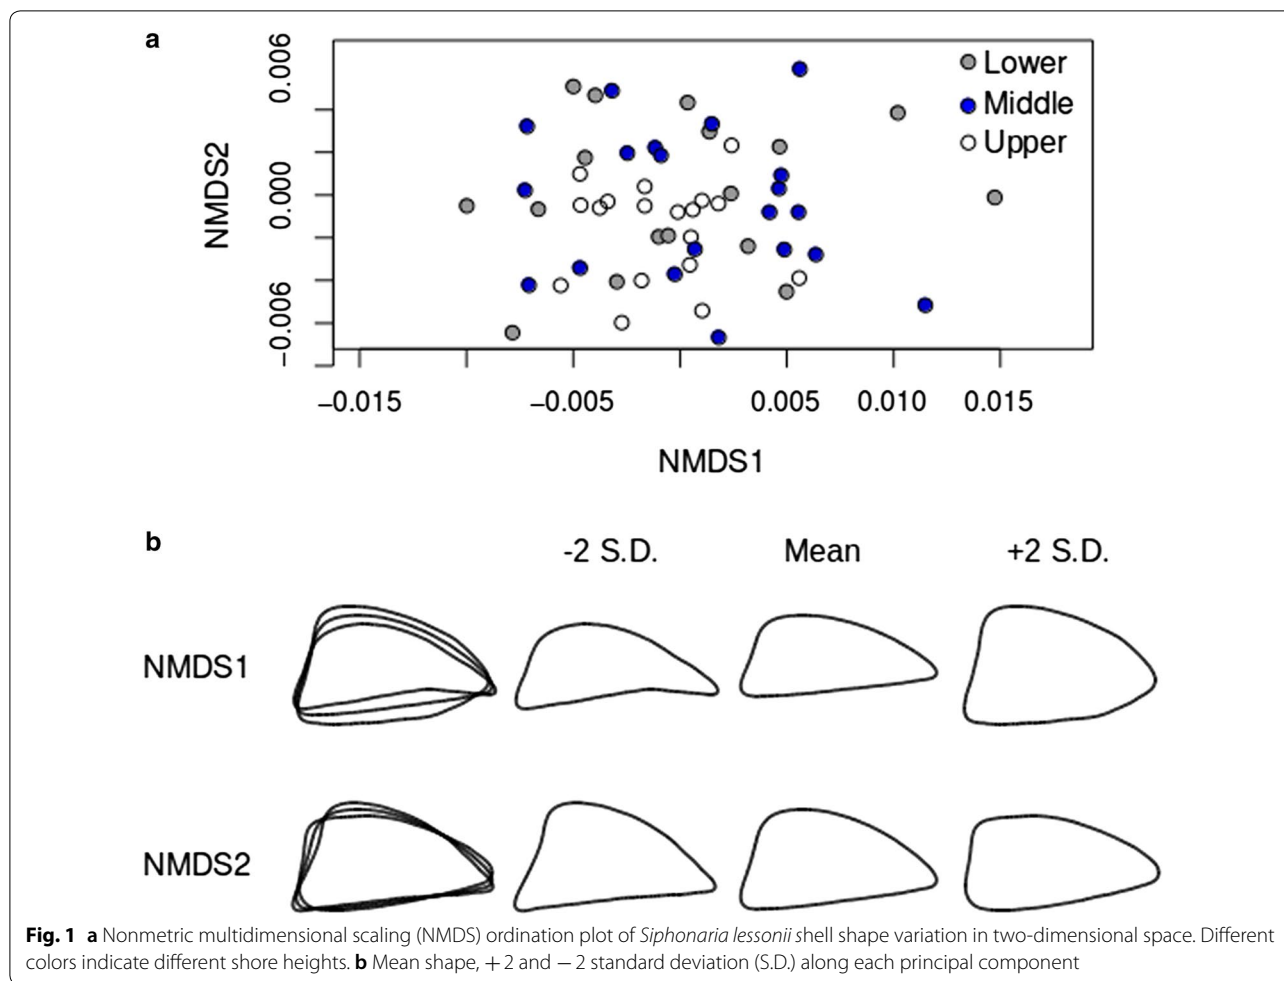 a
0.006
0.000
−0.006
NMDS2
Lower
Middle
Upper
−0.015 −0.005 0.005 0.010 0.015
NMDS1
b
-2 S.D. Mean +2 S.D.
NMDS1
NMDS2
Fig. 1 a Nonmetric multidimensional scaling (NMDS) ordination plot of Siphonaria lessonii shell shape variation in two-dimensional space. Different
colors indicate different shore heights. b Mean shape, +2 and −2 standard deviation (S.D.) along each principal component